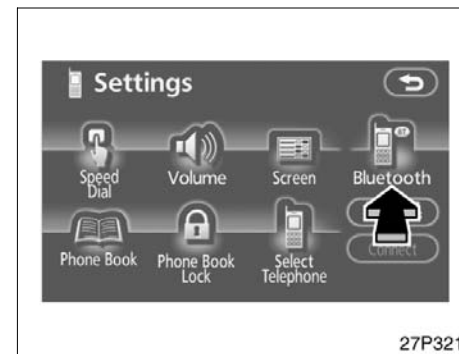 Settings
Speed
Dial
Volume
Screen
Bluetooth
Phone Book
Phone Book
Lock
Select
Telephone
Connect
27P321